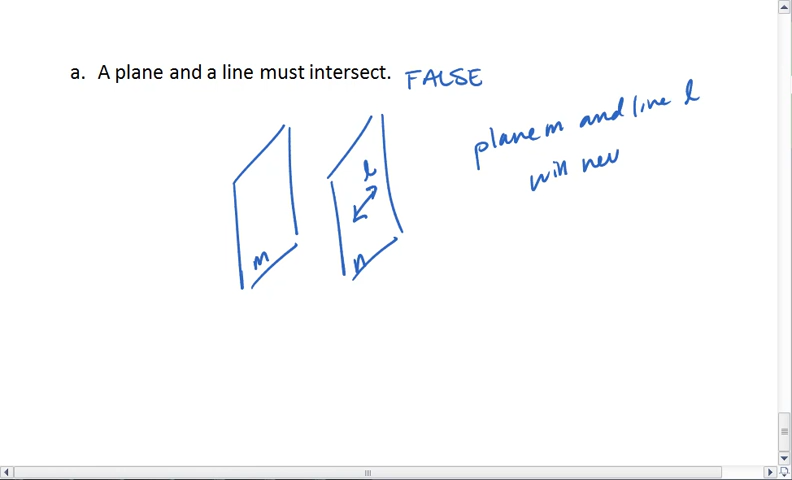 a. A plane and a line must intersect. FALSE
plane m and line l
will nev
l
m
n